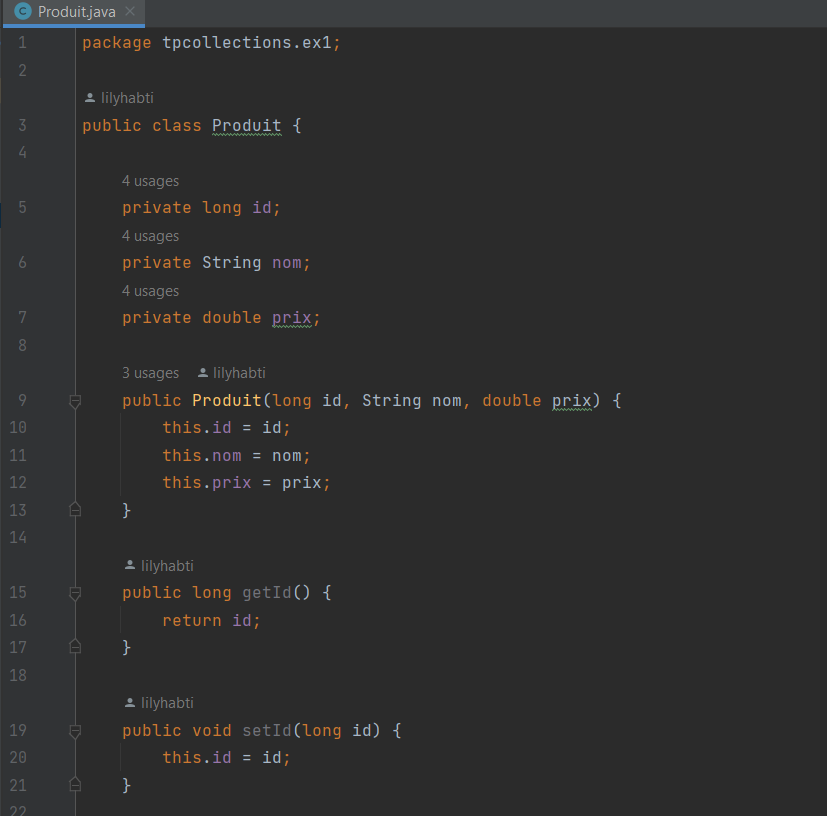 Produit.java
1 package tpcollections.ex1;
2
lilyhabti
3 public class Produit {
4
4 usages
5 private long id;
4 usages
6 private String nom;
4 usages
7 private double prix;
8
3 usages lilyhabti
9 public Produit(long id, String nom, double prix) {
10 this.id = id;
11 this.nom = nom;
12 this.prix = prix;
13 }
14
lilyhabti
15 public long getId() {
16 return id;
17 }
18
lilyhabti
19 public void setId(long id) {
20 this.id = id;
21 }
22